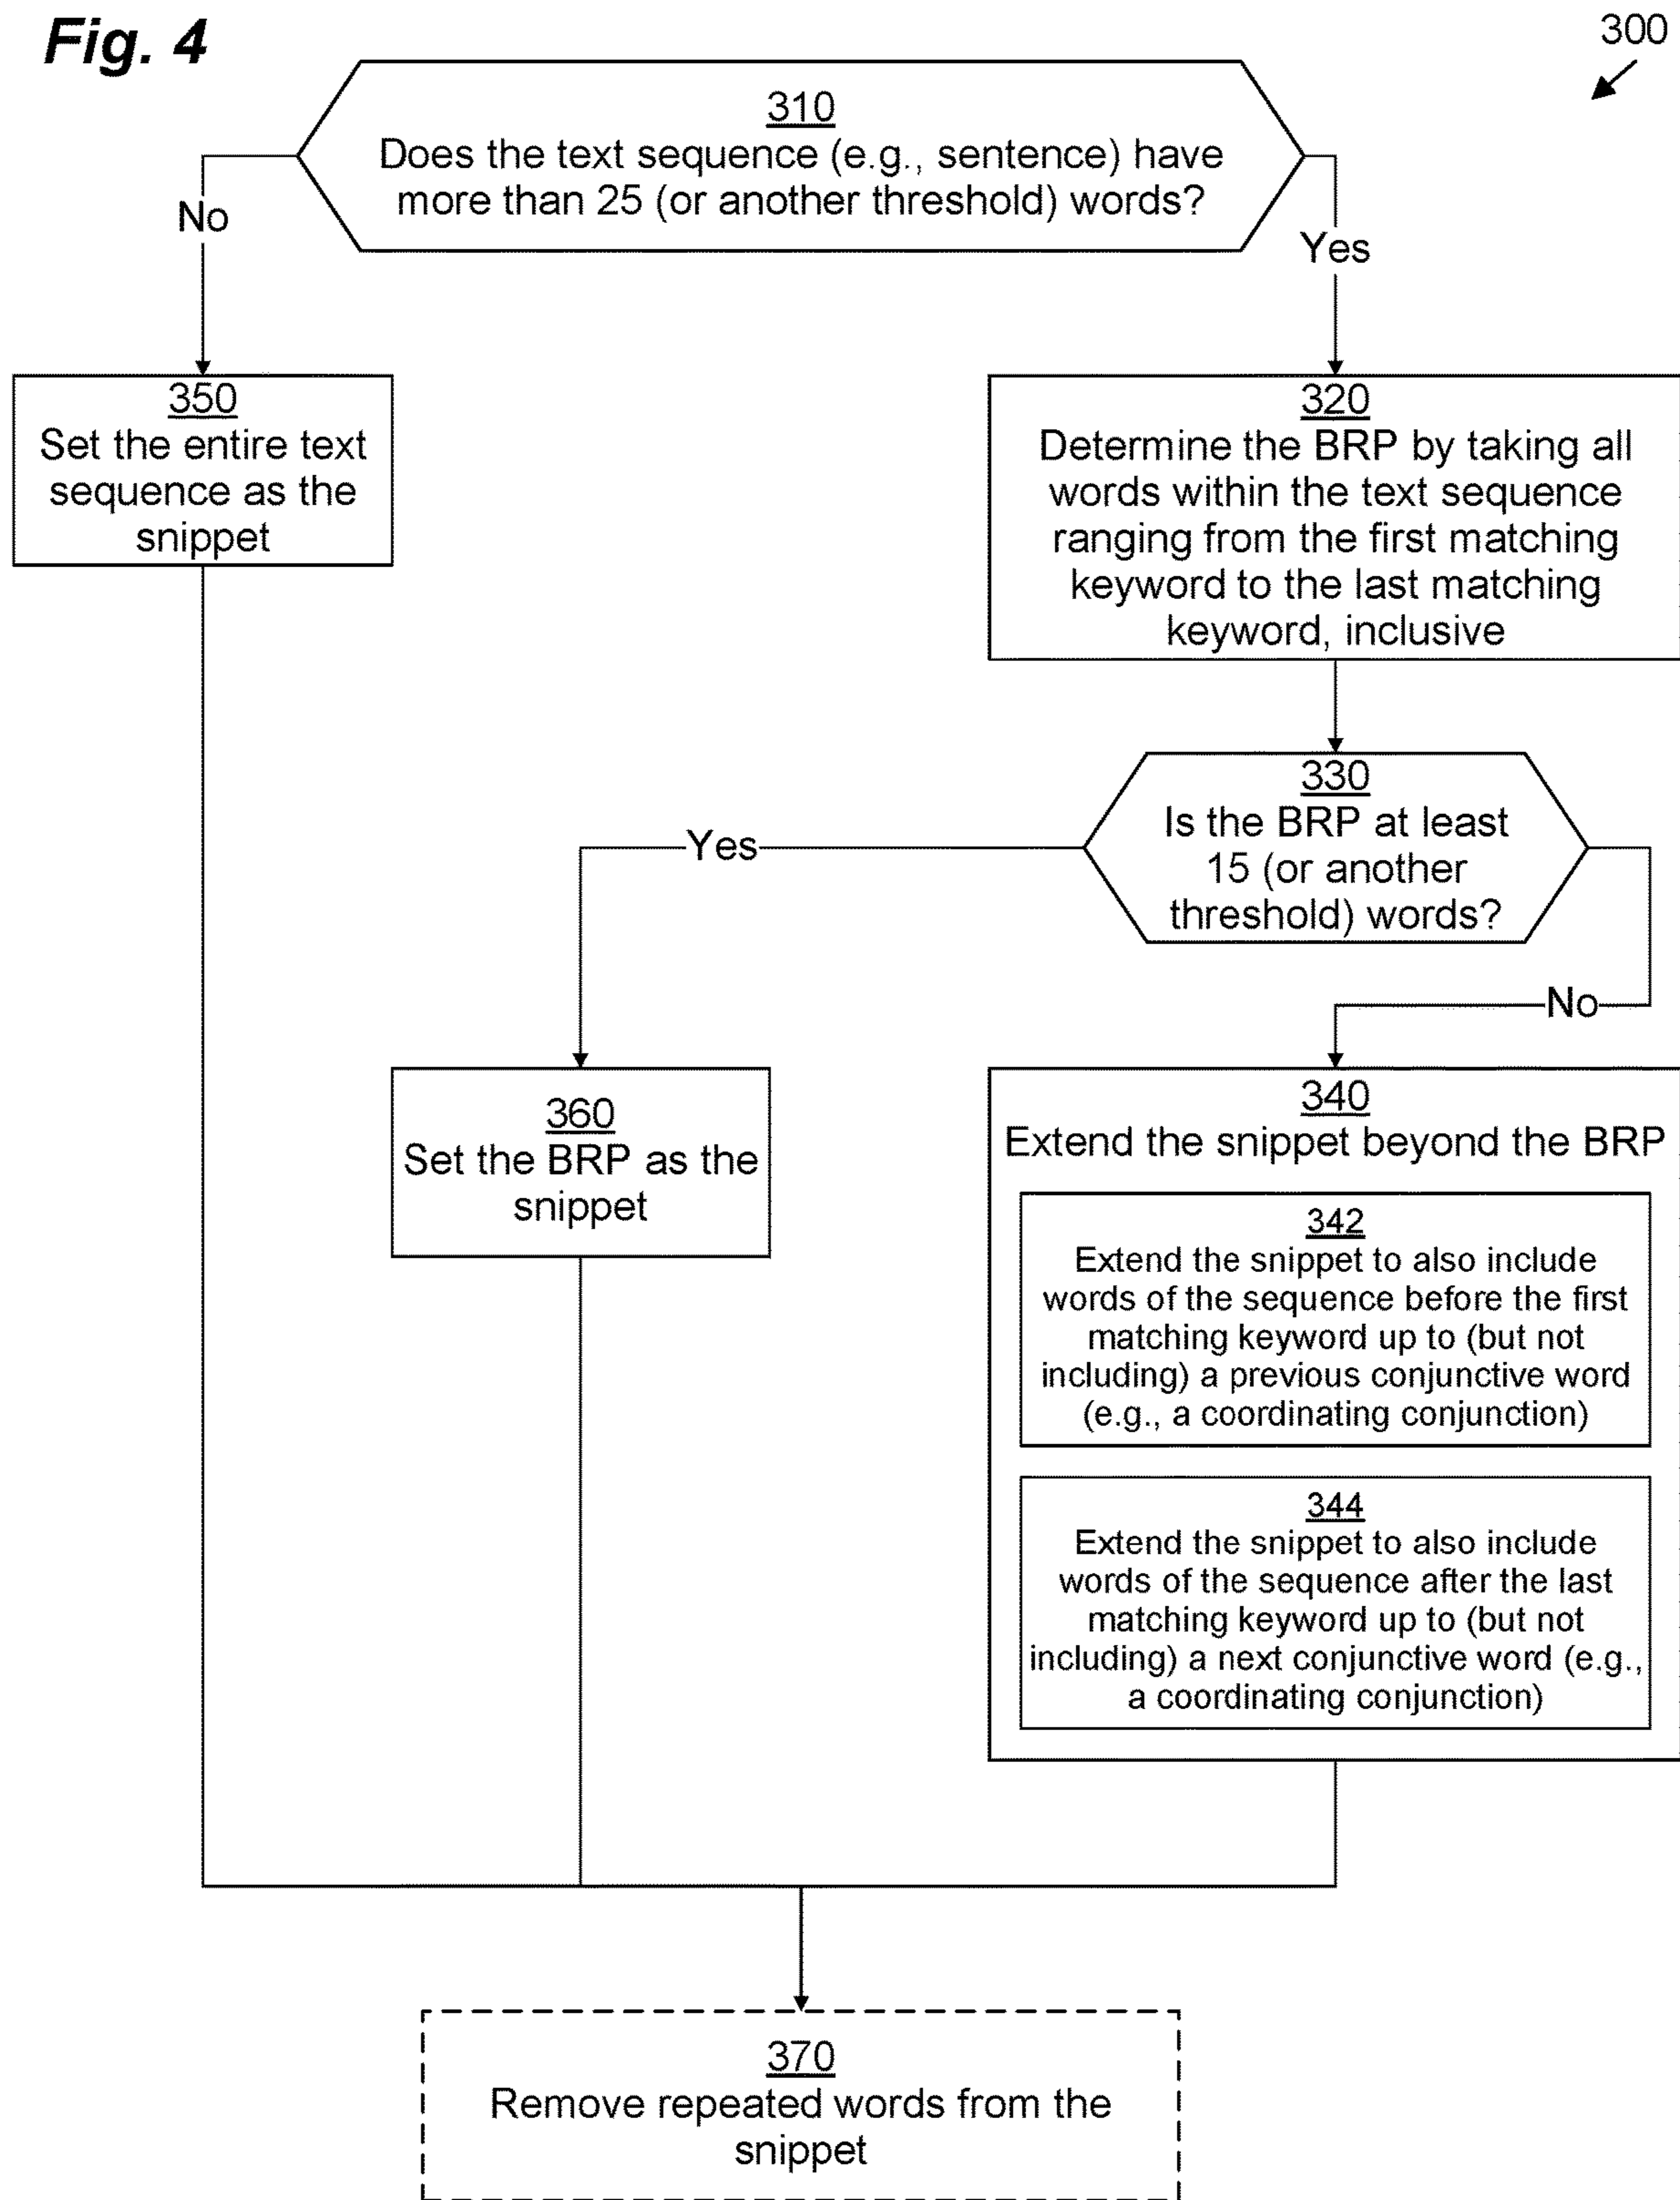 Fig. 4
300
310
Does the text sequence (e.g., sentence) have
more than 25 (or another threshold) words?
No
Yes
350
Set the entire text
sequence as the
snippet
320
Determine the BRP by taking all
words within the text sequence
ranging from the first matching
keyword to the last matching
keyword, inclusive
330
Is the BRP at least
15 (or another
threshold) words?
Yes
No
360
Set the BRP as the
snippet
340
Extend the snippet beyond the BRP
342
Extend the snippet to also include
words of the sequence before the first
matching keyword up to (but not
including) a previous conjunctive word
(e.g., a coordinating conjunction)
344
Extend the snippet to also include
words of the sequence after the last
matching keyword up to (but not
including) a next conjunctive word (e.g.,
a coordinating conjunction)
370
Remove repeated words from the
snippet